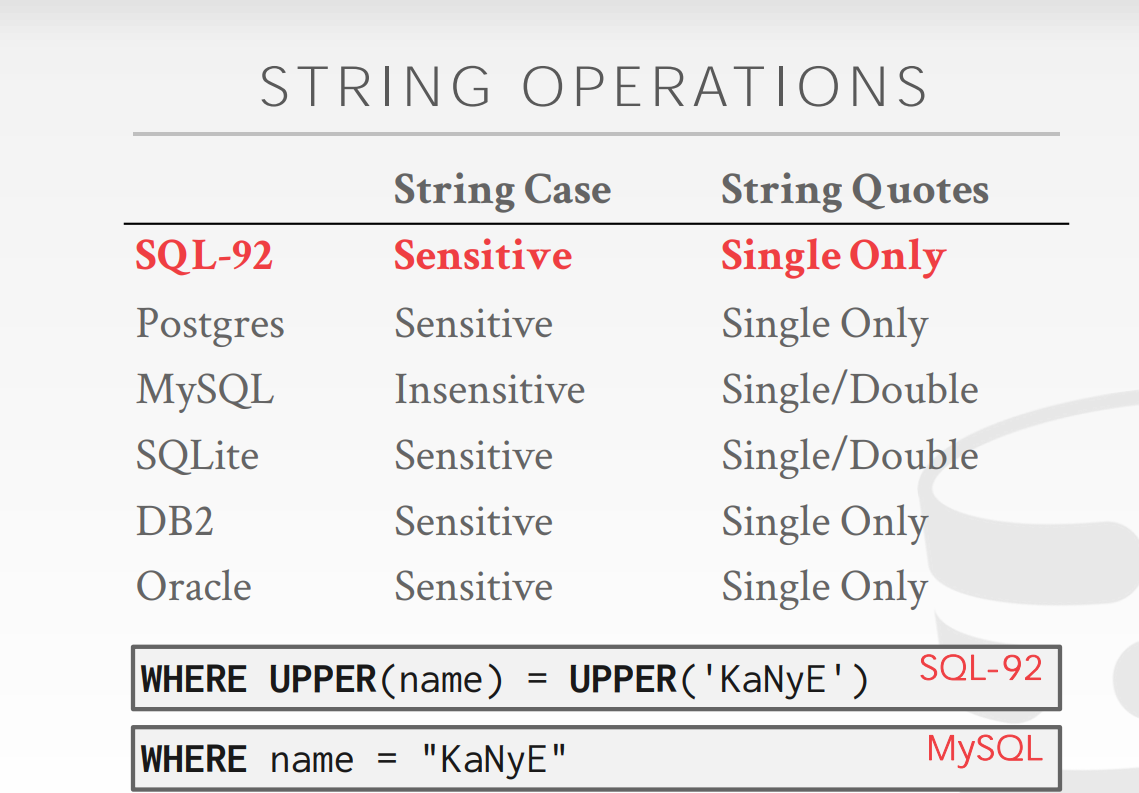 STRING OPERATIONS
String Case String Quotes
SQL-92 Sensitive Single Only
Postgres Sensitive Single Only
MySQL Insensitive Single/Double
SQLite Sensitive Single/Double
DB2 Sensitive Single Only
Oracle Sensitive Single Only
WHERE UPPER(name) = UPPER('KaNyE') SQL-92
WHERE name = "KaNyE" MySQL